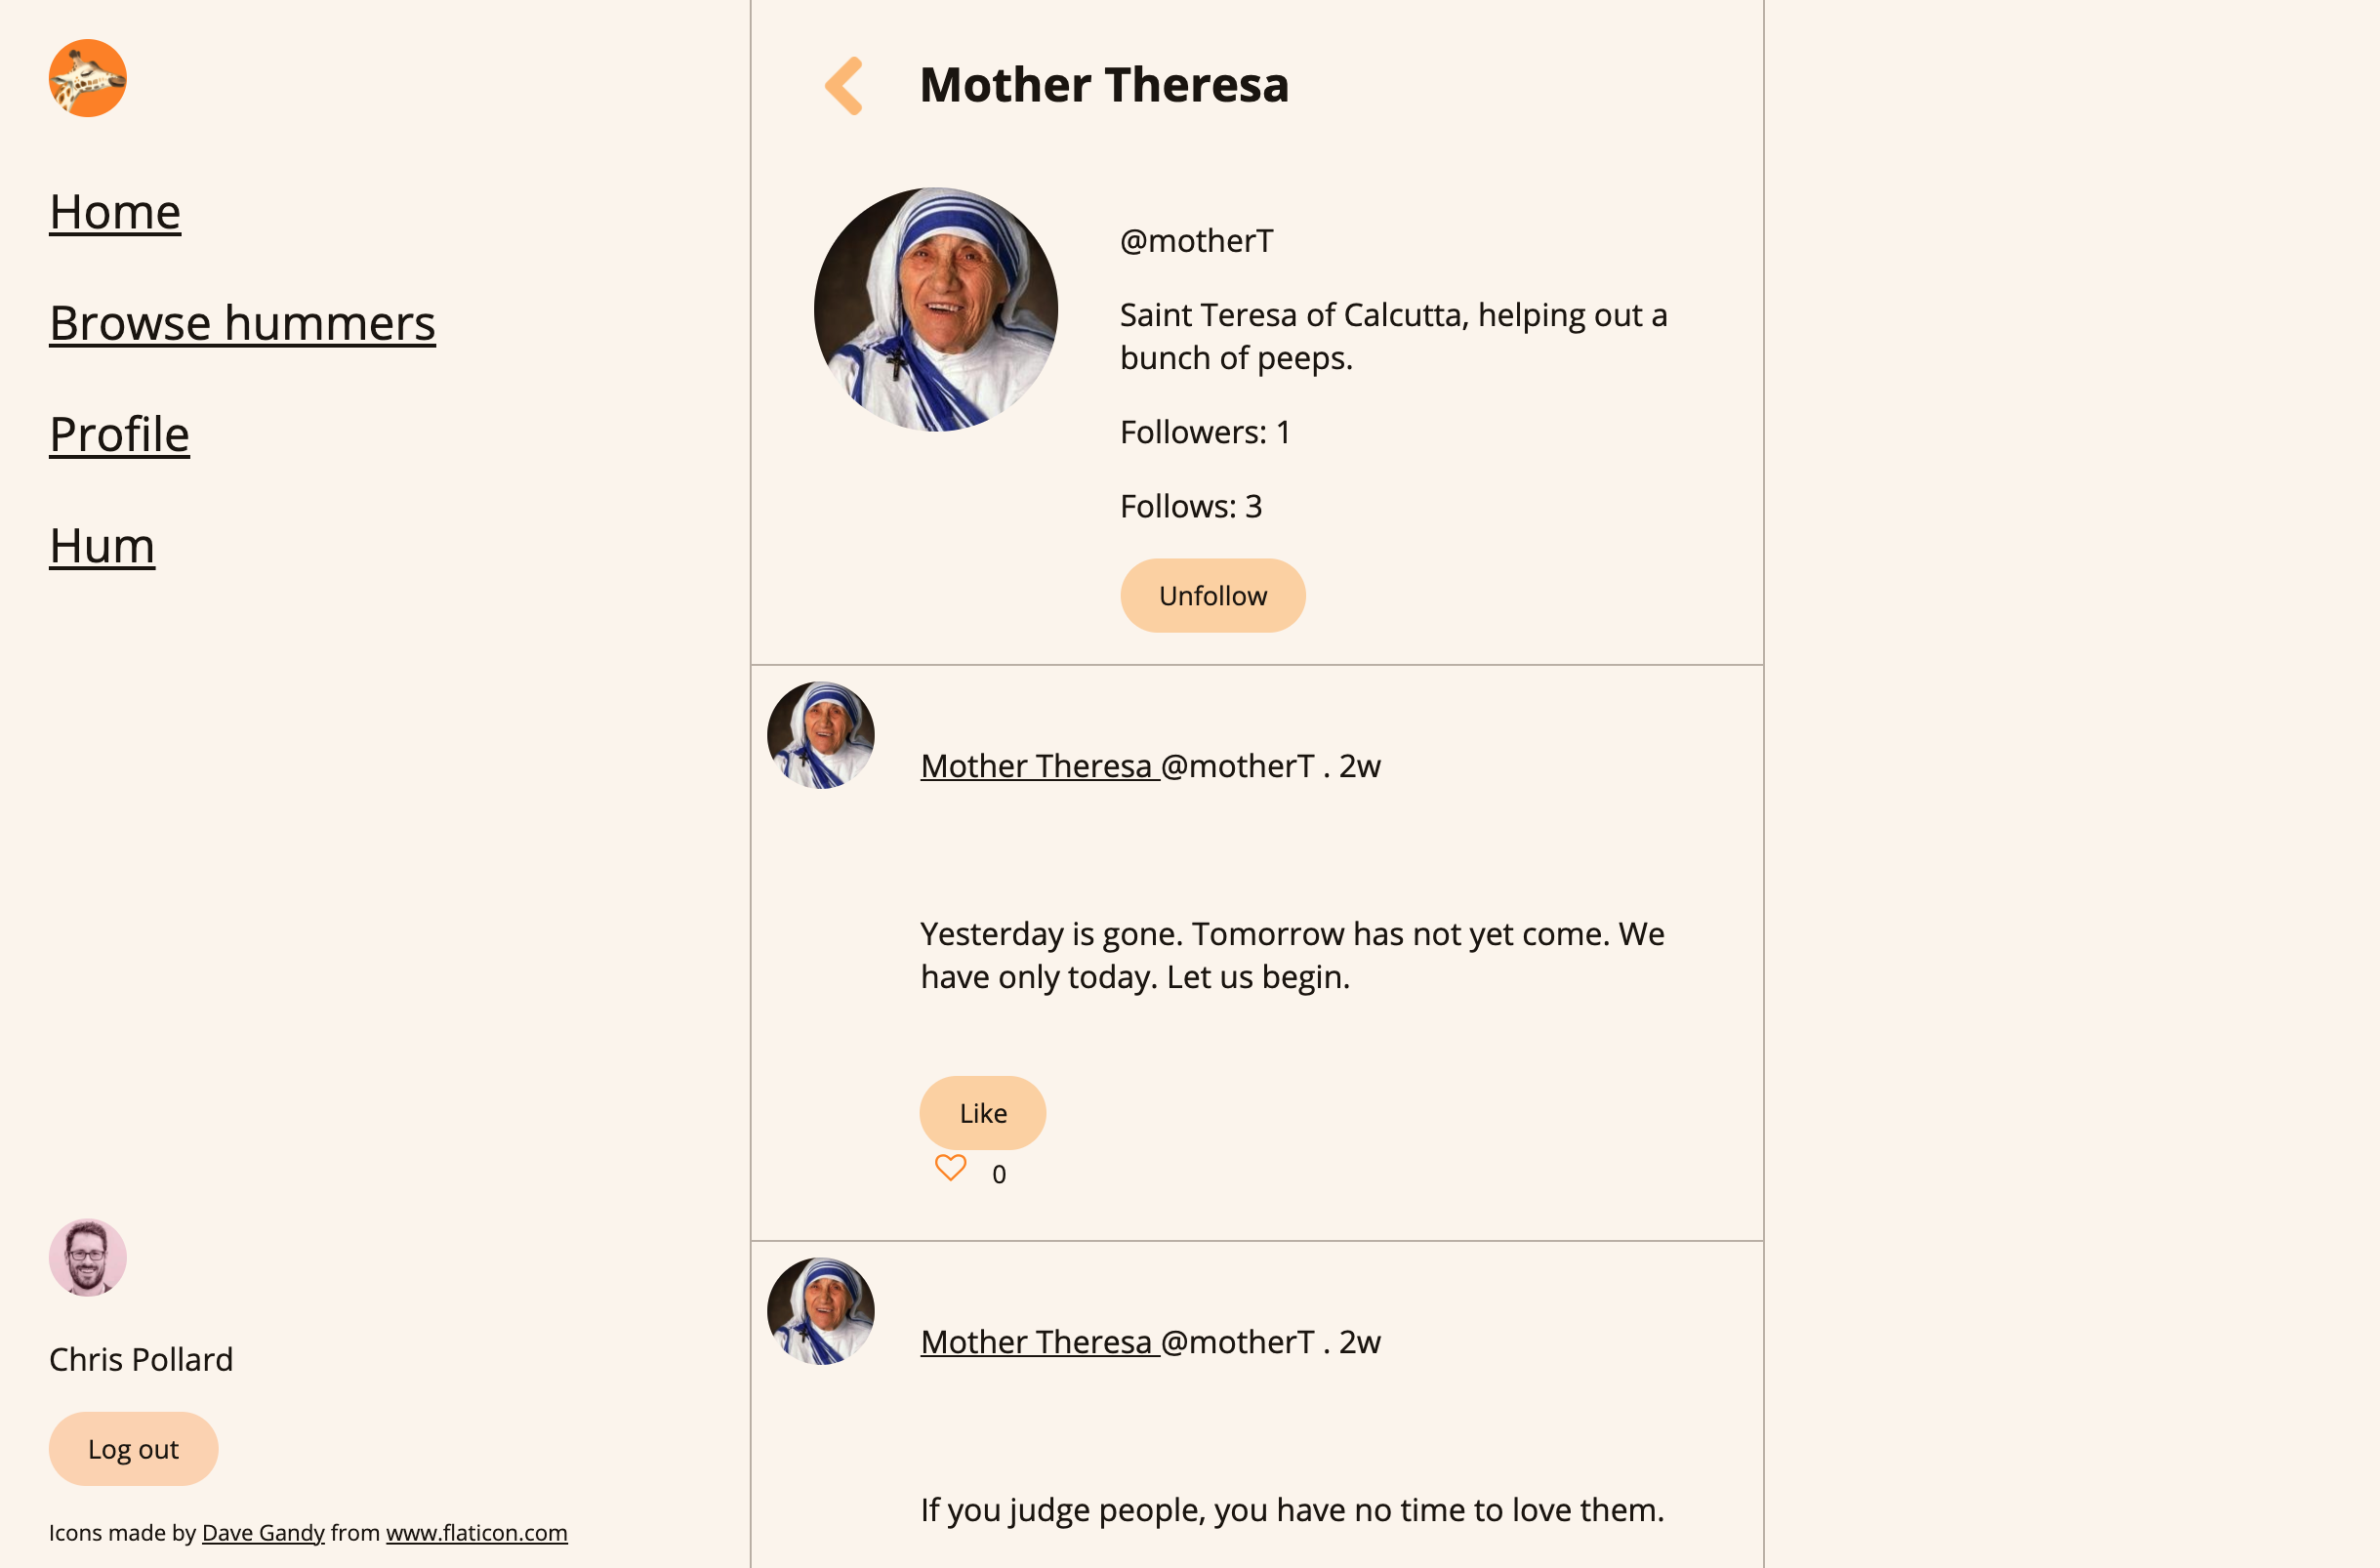 Home
Browse hummers
Profile
Hum
Chris Pollard
Log out
Icons made by Dave Gandy from www.flaticon.com
Mother Theresa
@motherT
Saint Teresa of Calcutta, helping out a
bunch of peeps.
Followers: 1
Follows: 3
Unfollow
Mother Theresa @motherT . 2w
Yesterday is gone. Tomorrow has not yet come. We
have only today. Let us begin.
Like
0
Mother Theresa @motherT . 2w
If you judge people, you have no time to love them.